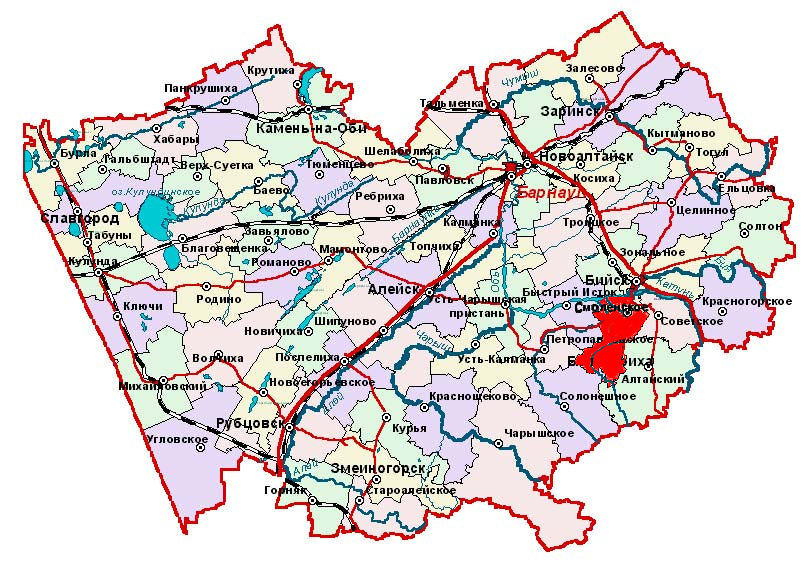 Крутиха
Залесово
Чумыш
Панкрушиха
Тальменка
Заринск
Камень-на-Оби
Кытманово
Хабары
Тогул
Шелаболиха
Новоалтайск
Бурла
Гальбштадт
Верх-Суетка
Тюменцево
Павловск
Косиха
Ельцовка
оз.Кулундинское
Баево
Кулунда
Кулунда
Ребриха
Барнаул
Целинное
Славгород
Барнаулка
Калманка
Троицкое
Солтон
Табуны
Завьялово
Благовещенка
Мамонтово
Топчиха
Зональное
Кулунда
Романово
Обь
Бийск
Бия
Катунь
Родино
Алейск
Усть-Чарышская
пристань
Быстрый Исток
Смоленское
Красногорское
Ключи
Новичиха
Шипуново
Советское
Чарыш
Петропавловское
Волчиха
Поспелиха
Усть-Калманка
Михайловский
Новоегорьевское
Алтайский
Алей
Краснощеково
Солонешное
Рубцовск
Курья
Чарышское
Угловское
Змеиногорск
Алей
Горняк
Староалейское